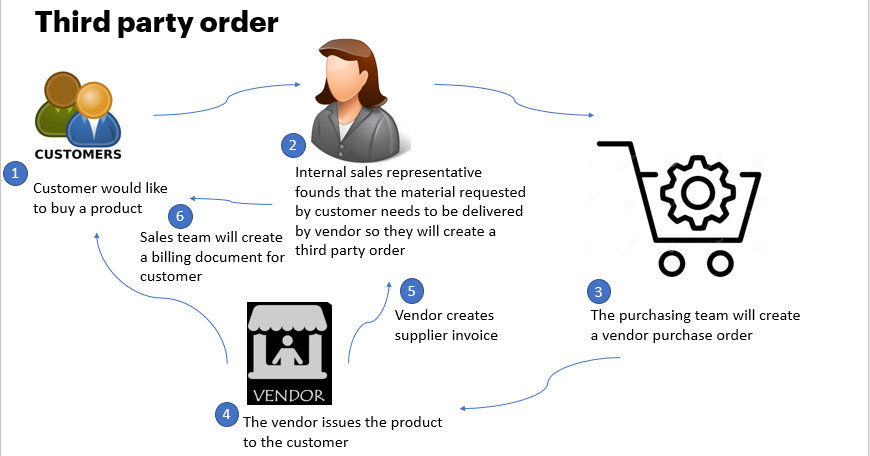 Third party order
CUSTOMERS
1
Customer would like
to buy a product
2
Internal sales representative
founds that the material requested
by customer needs to be delivered
by vendor so they will create a
third party order
3
The purchasing team will create
a vendor purchase order
VENDOR
4
The vendor issues the product
to the customer
5
Vendor creates
supplier invoice
6
Sales team will create
a billing document for
customer